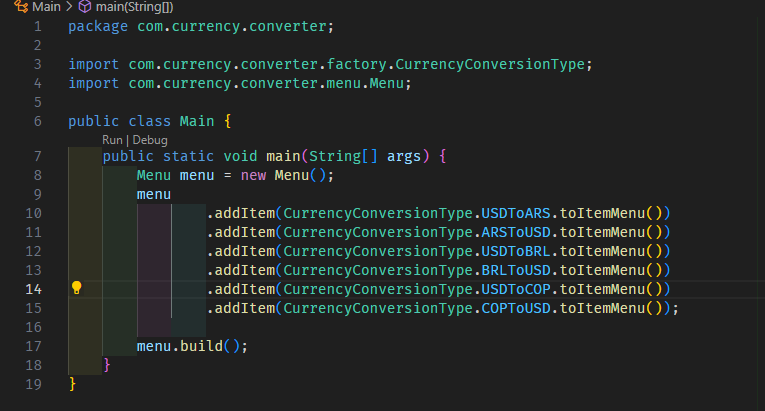 Main > main(String[])
1 package com.currency.converter;
2
3 import com.currency.converter.factory.CurrencyConversionType;
4 import com.currency.converter.menu.Menu;
5
6 public class Main {
Run | Debug
7 public static void main(String[] args) {
8 Menu menu = new Menu();
9 menu
10 .addItem(CurrencyConversionType.USDToARS.toItemMenu())
11 .addItem(CurrencyConversionType.ARSToUSD.toItemMenu())
12 .addItem(CurrencyConversionType.USDToBRL.toItemMenu())
13 .addItem(CurrencyConversionType.BRLToUSD.toItemMenu())
14 .addItem(CurrencyConversionType.USDToCOP.toItemMenu())
15 .addItem(CurrencyConversionType.COPToUSD.toItemMenu());
16
17 menu.build();
18 }
19 }